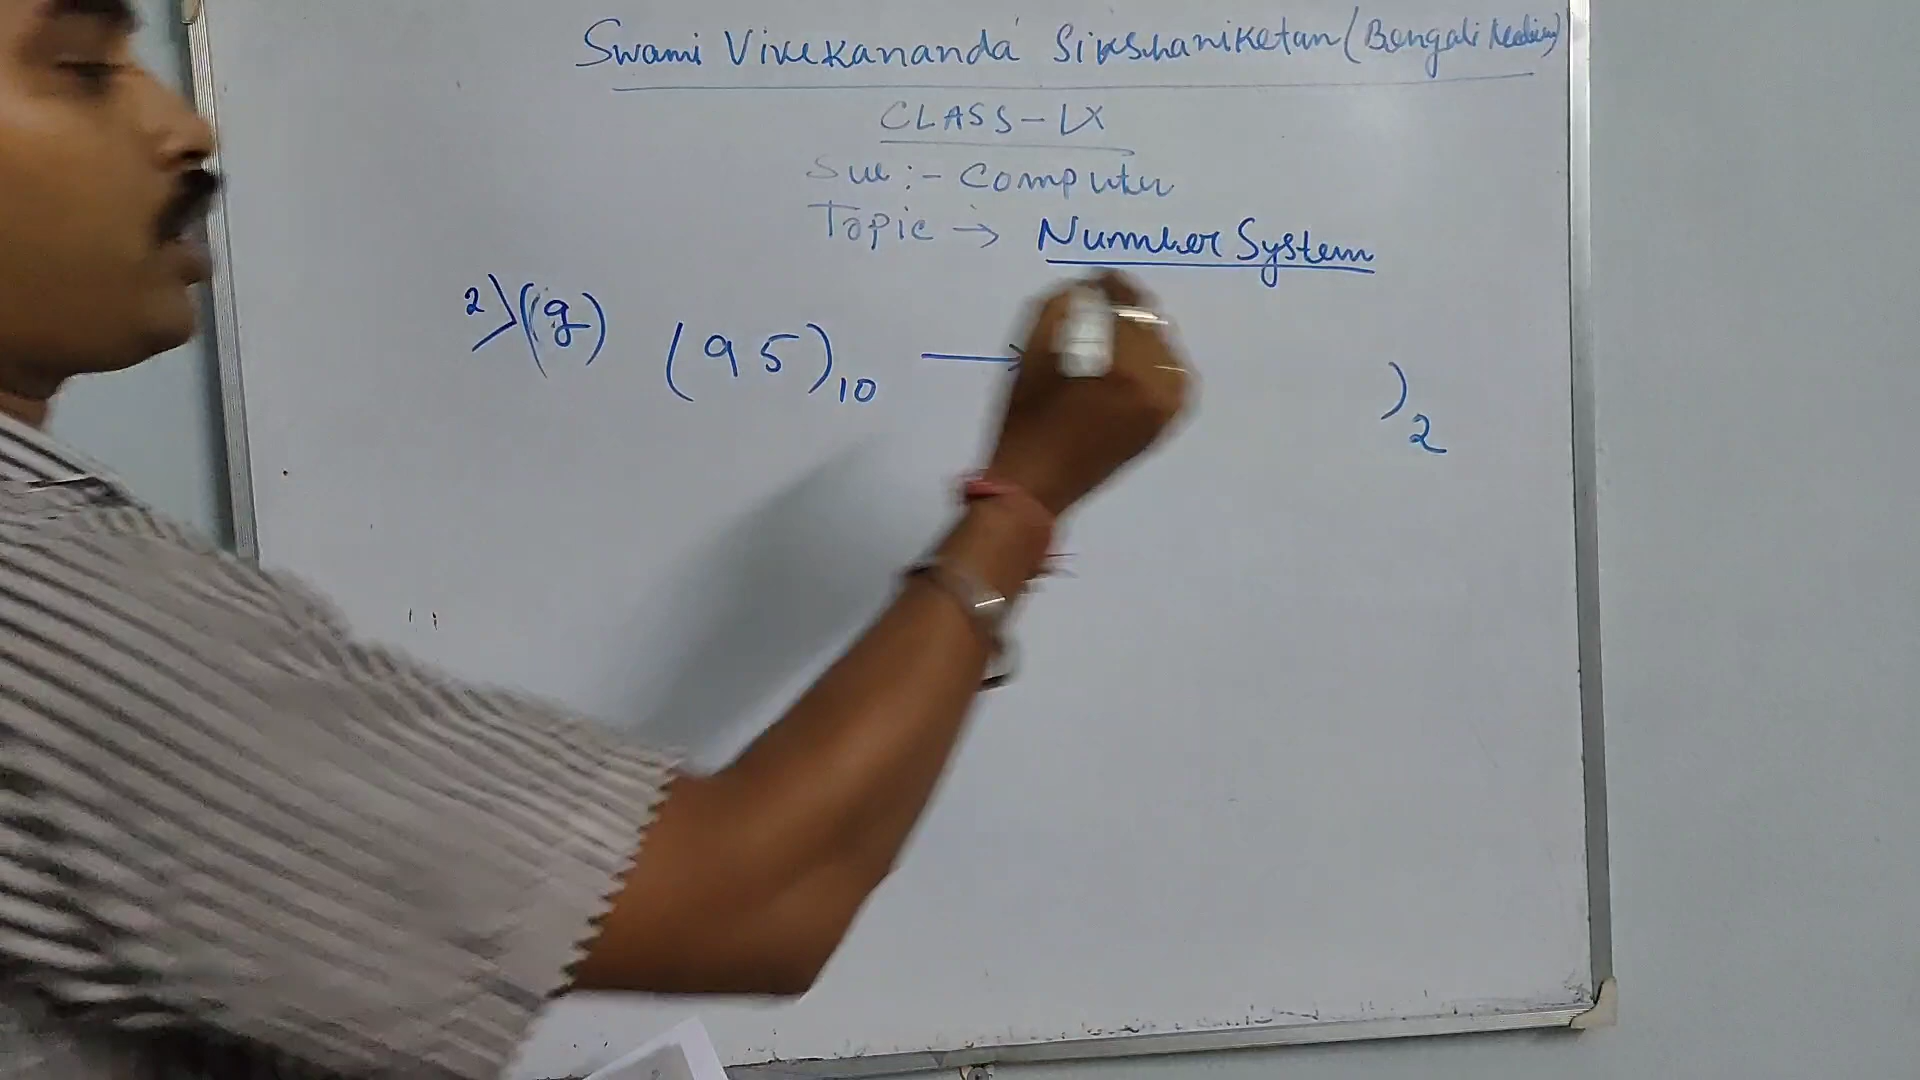 Swami Vivekananda Sikshaniketan (Bengali Medium)
CLASS - IX
Sub :- Computer
Topic → Number System
2) (g) (95)10 → )2